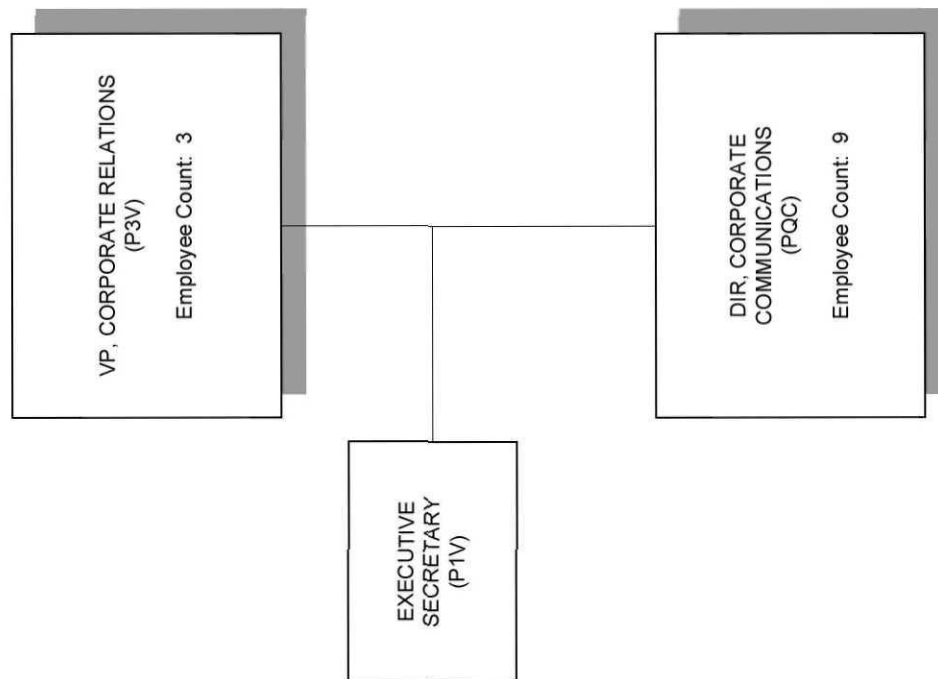 VP, CORPORATE RELATIONS
(P3V)
Employee Count: 3
EXECUTIVE
SECRETARY
(P1V)
DIR, CORPORATE
COMMUNICATIONS
(PQC)
Employee Count: 9